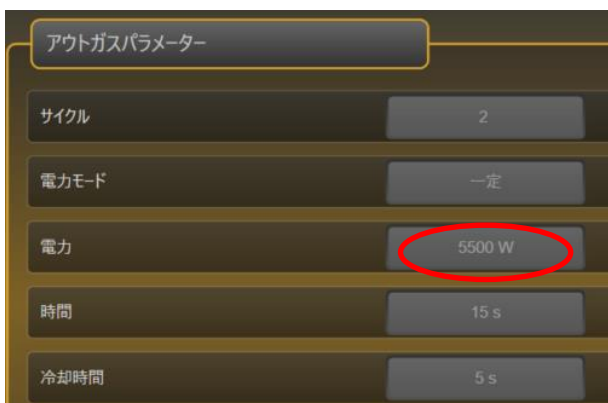 アウトガスパラメーター
サイクル 2
電力モード 一定
電力 5500 W
時間 15 s
冷却時間 5 s